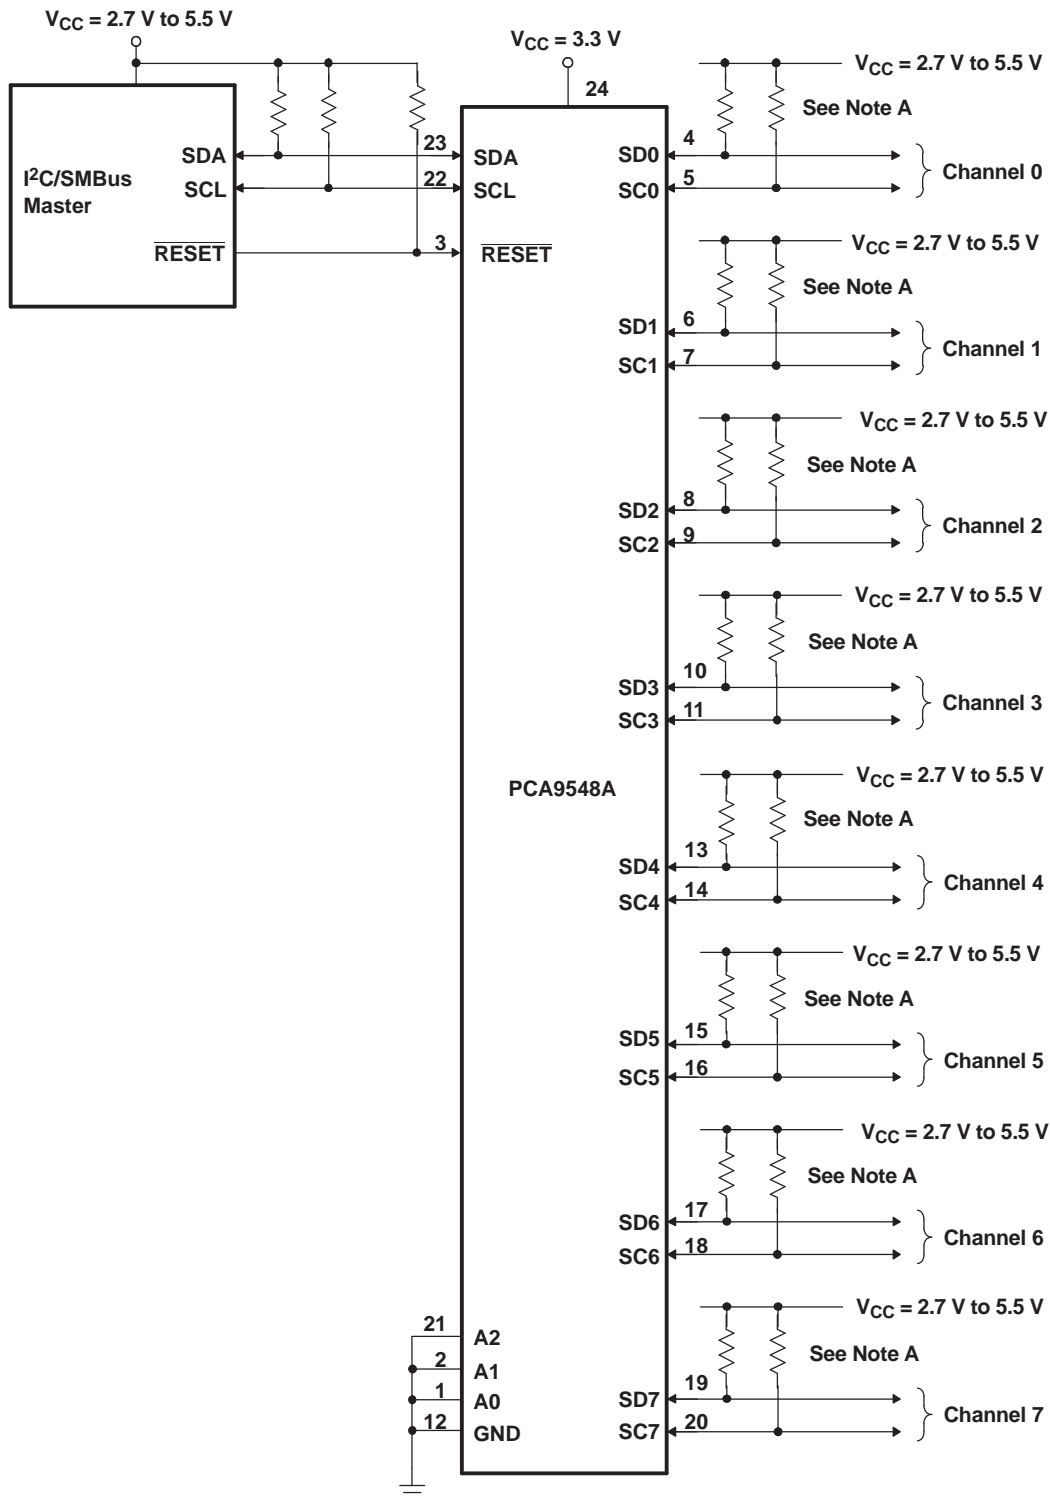 VCC = 2.7 V to 5.5 V
VCC = 3.3 V
24
I2C/SMBus
Master
SDA
SCL
RESET
23
22
3
SDA
SCL
RESET
PCA9548A
21
2
1
12
A2
A1
A0
GND
VCC = 2.7 V to 5.5 V
See Note A
SD0 4
SC0 5
Channel 0
VCC = 2.7 V to 5.5 V
See Note A
SD1 6
SC1 7
Channel 1
VCC = 2.7 V to 5.5 V
See Note A
SD2 8
SC2 9
Channel 2
VCC = 2.7 V to 5.5 V
See Note A
SD3 10
SC3 11
Channel 3
VCC = 2.7 V to 5.5 V
See Note A
SD4 13
SC4 14
Channel 4
VCC = 2.7 V to 5.5 V
See Note A
SD5 15
SC5 16
Channel 5
VCC = 2.7 V to 5.5 V
See Note A
SD6 17
SC6 18
Channel 6
VCC = 2.7 V to 5.5 V
See Note A
SD7 19
SC7 20
Channel 7